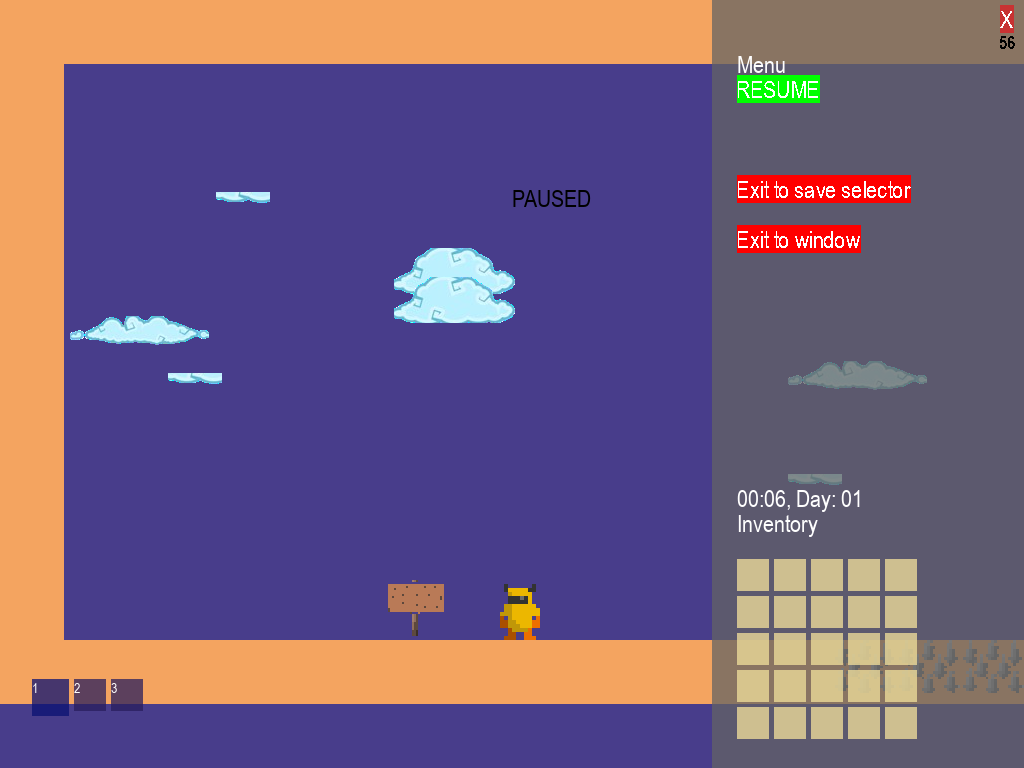 X
56
Menu
RESUME
Exit to save selector
PAUSED
Exit to window
00:06, Day: 01
Inventory
1 2 3